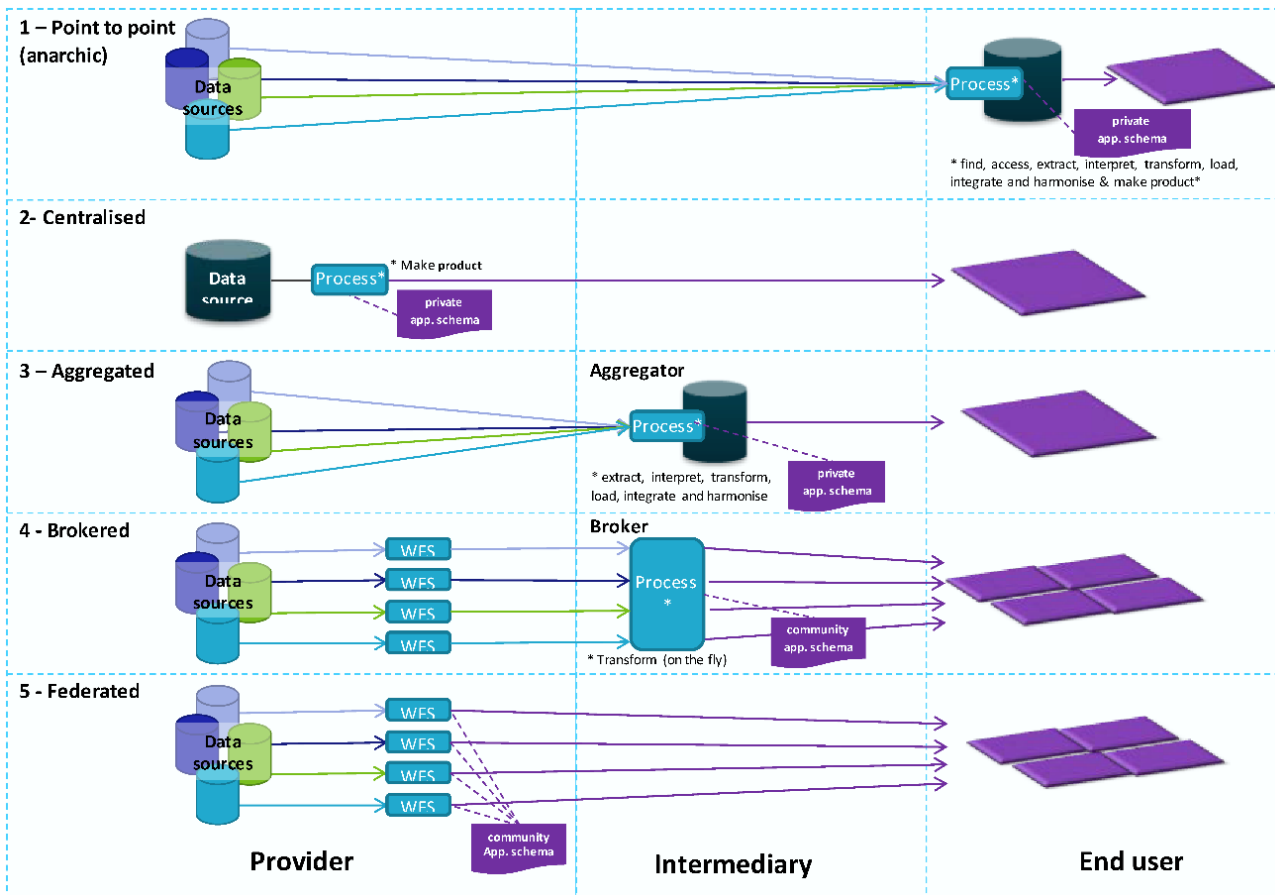 1 – Point to point
(anarchic)
Data
sources
Process*
private
app. schema
* find, access, extract, interpret, transform, load,
integrate and harmonise & make product*
2- Centralised
Data
source
Process*
* Make product
private
app. schema
3 – Aggregated
Data
sources
Aggregator
Process*
private
app. schema
* extract, interpret, transform,
load, integrate and harmonise
4 - Brokered
Data
sources
WFS
WFS
WFS
WFS
Broker
Process
*
community
app. schema
* Transform (on the fly)
5 - Federated
Data
sources
WFS
WFS
WFS
WFS
community
App. schema
Provider
Intermediary
End user